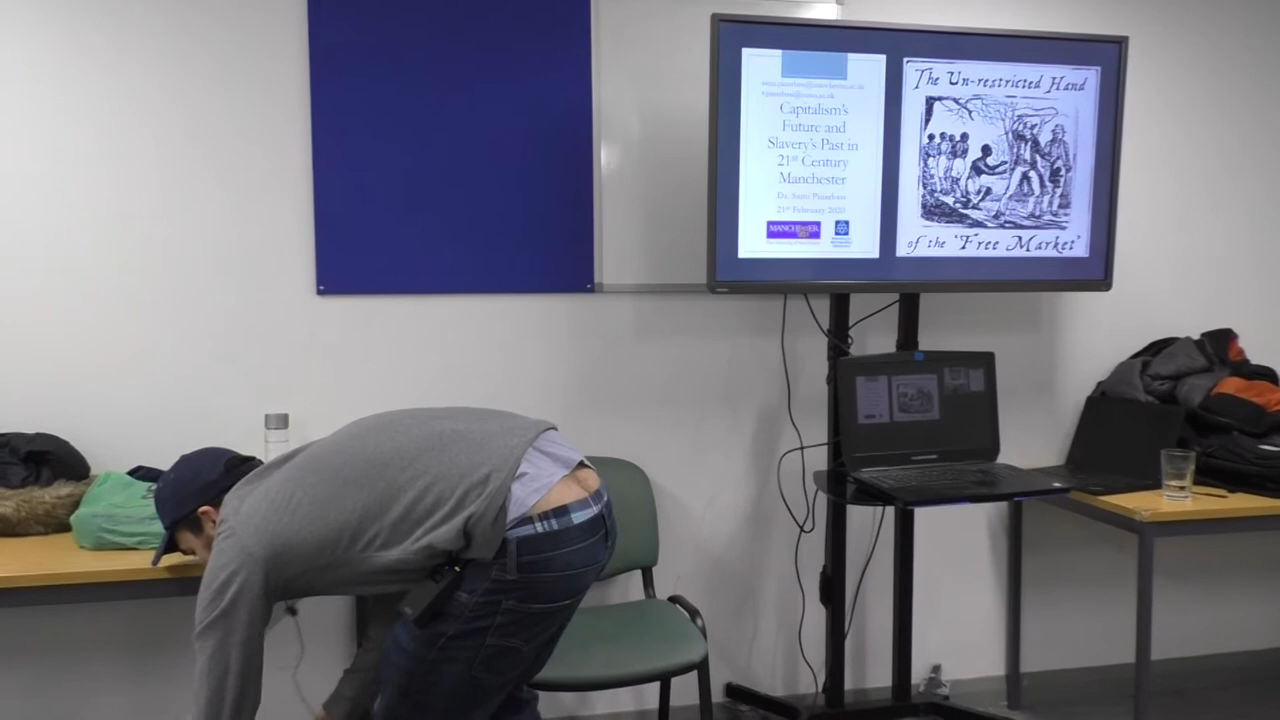 Capitalism's
Future and
Slavery's Past in
21st Century
Manchester
21st February 2020
MANCHESTER
The Un-restricted Hand
of the 'Free Market'